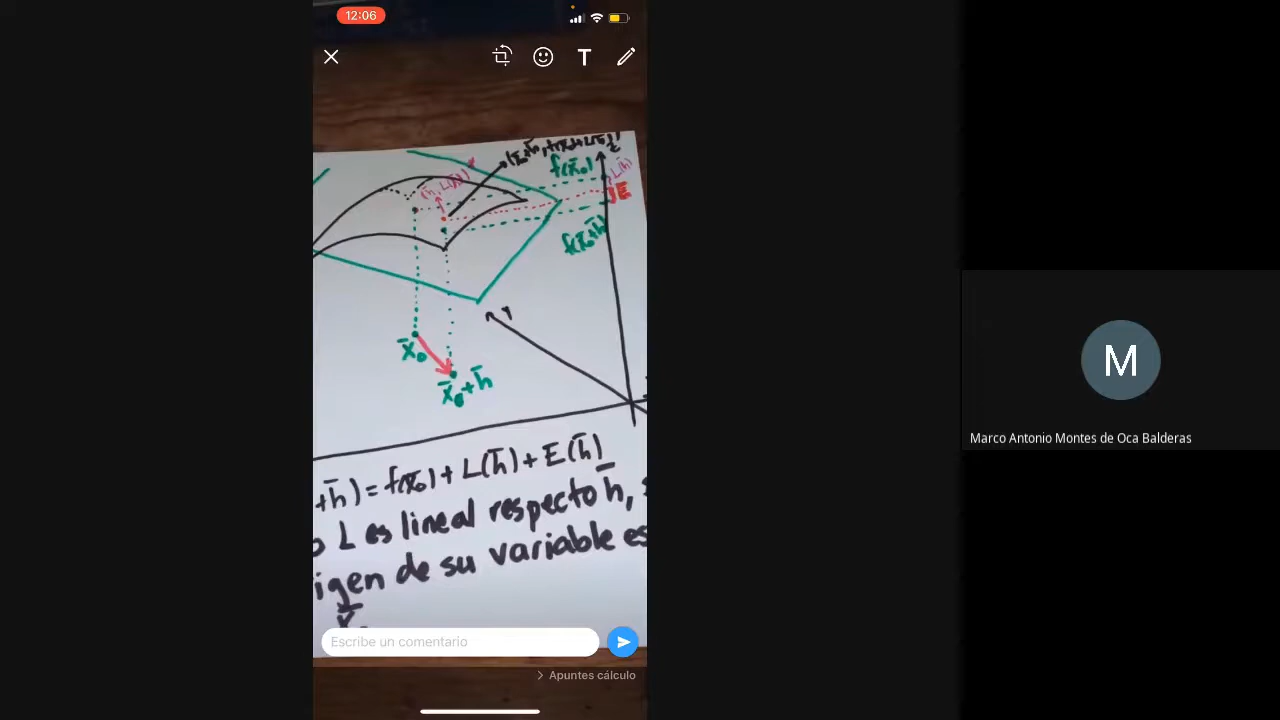 12:06
T
f(x̄₀)
L(h̄)
(h̄, L(h̄))
E
f(x̄₀+h̄)
Y
x̄₀
x̄₀+h̄
+h̄) = f(x̄₀) + L(h̄) + E(h̄)
o L es lineal respecto h̄,
igen de su variable es
x̄
Escribe un comentario
> Apuntes cálculo
M
Marco Antonio Montes de Oca Balderas